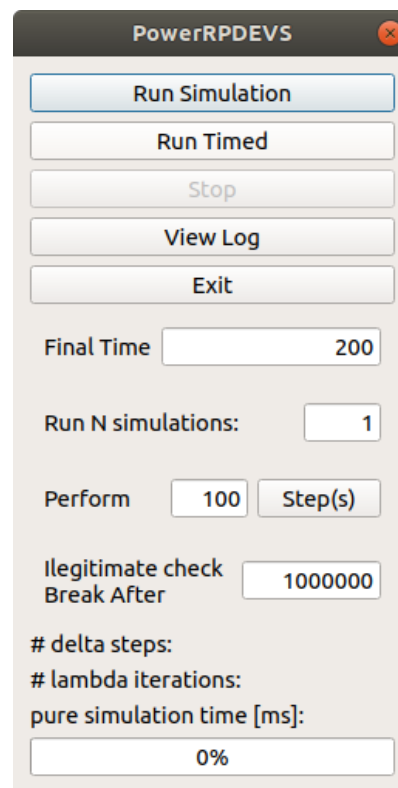 PowerRPDEVS
Run Simulation
Run Timed
Stop
View Log
Exit
Final Time 200
Run N simulations: 1
Perform 100 Step(s)
Ilegitimate check
Break After 1000000
# delta steps:
# lambda iterations:
pure simulation time [ms]:
0%